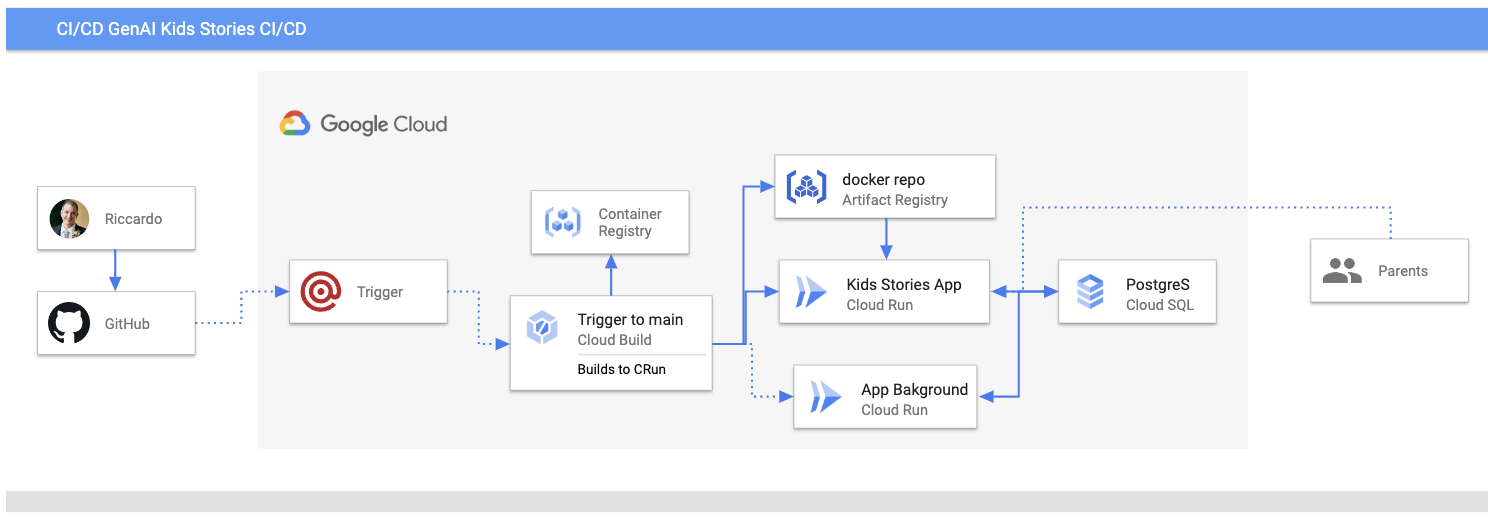 CI/CD GenAI Kids Stories CI/CD
Google Cloud
Riccardo
GitHub
Trigger
Container
Registry
Trigger to main
Cloud Build
Builds to CRun
docker repo
Artifact Registry
Kids Stories App
Cloud Run
App Bakground
Cloud Run
PostgreS
Cloud SQL
Parents